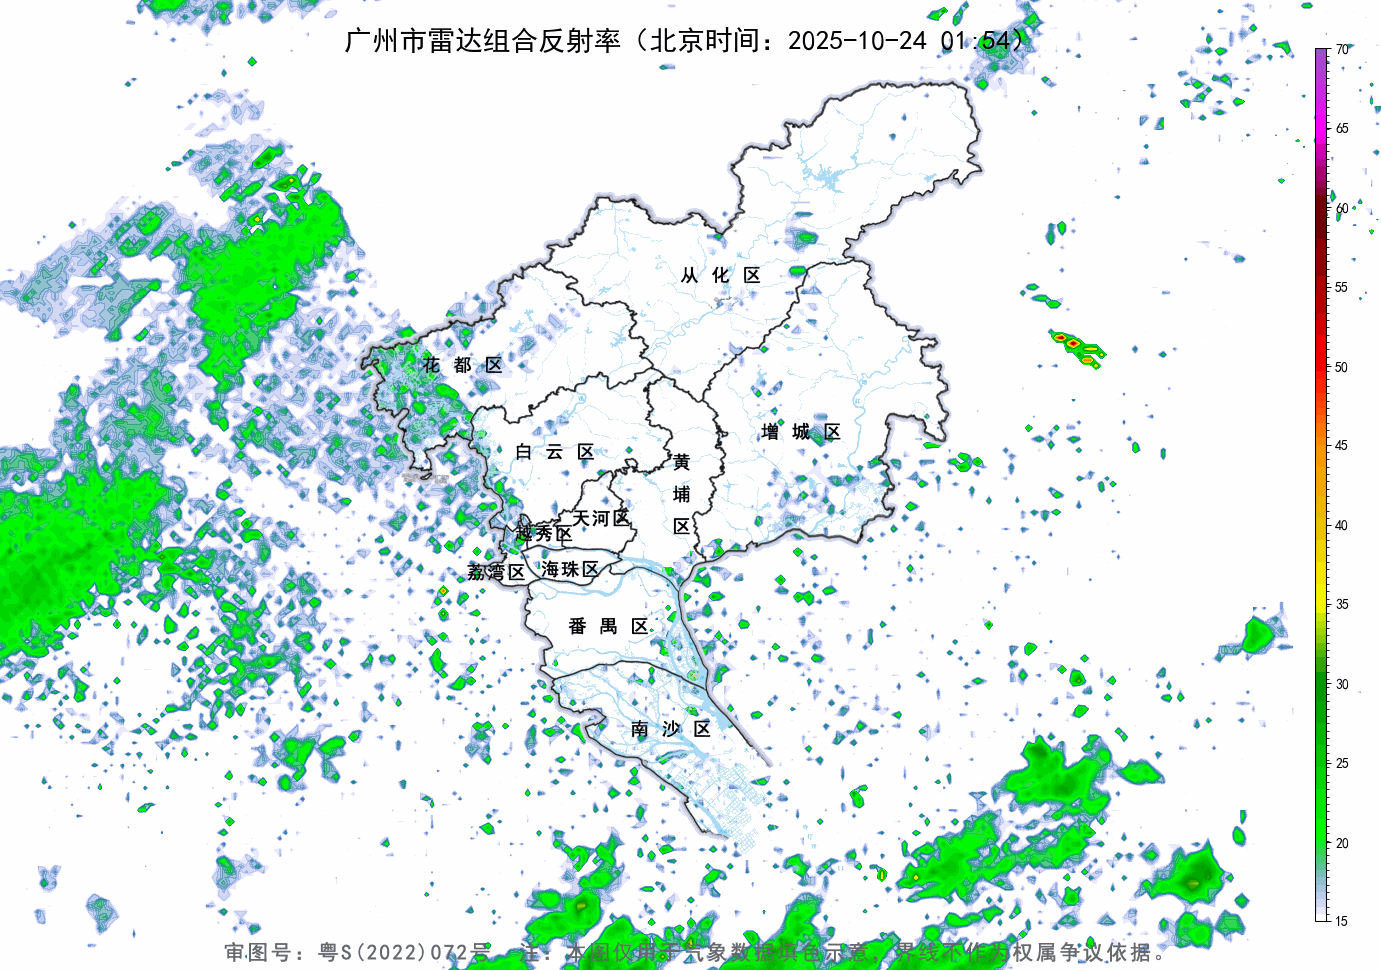 广州市雷达组合反射率（北京时间：2025-10-24 01:54）
70
65
60
55
50
45
40
35
30
25
20
15
从 化 区
花 都 区
增 城 区
白 云 区
黄
埔
区
天河区
越秀区
海珠区
荔湾区
番 禺 区
南 沙 区
审图号：粤S(2022)072号 注：本图仅用于气象数据填色示意，界线不作为权属争议依据。